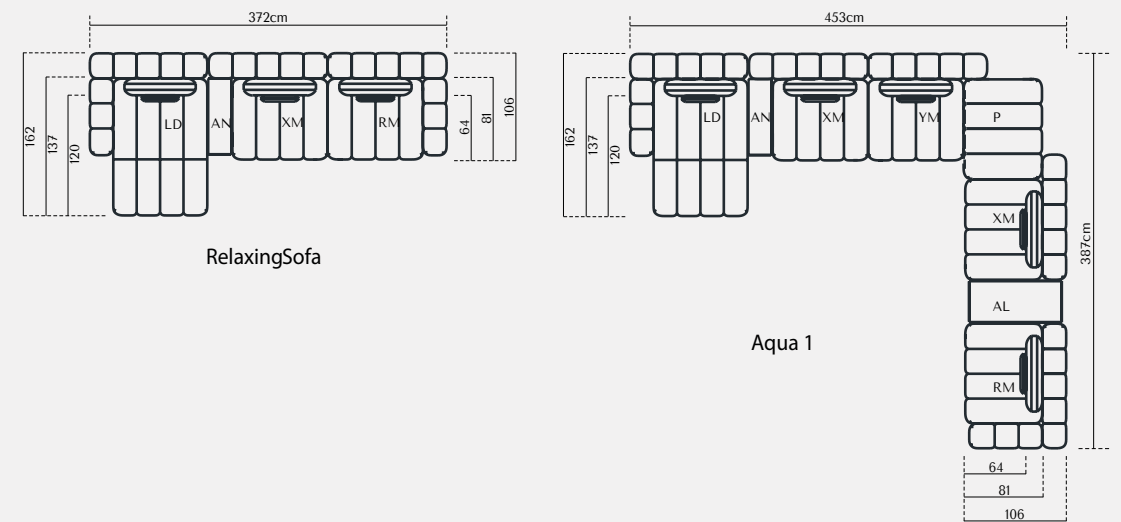 372cm
162
137
120
LD
AN
XM
RM
64
81
106
RelaxingSofa
453cm
162
137
120
LD
AN
XM
YM
P
XM
AL
RM
387cm
Aqua 1
64
81
106